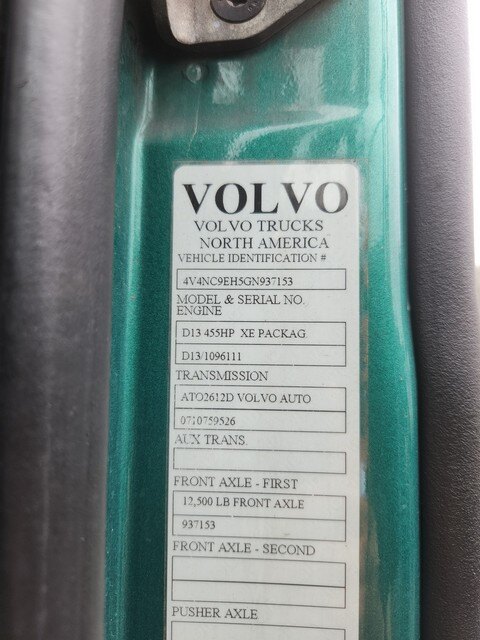 VOLVO
VOLVO TRUCKS
NORTH AMERICA
VEHICLE IDENTIFICATION #
4V4NC9EH5GN937153
MODEL & SERIAL NO.
ENGINE
D13 455HP XE PACKAG
D13/1096111
TRANSMISSION
ATO2612D VOLVO AUTO
0710759526
AUX TRANS.
FRONT AXLE - FIRST
12,500 LB FRONT AXLE
937153
FRONT AXLE - SECOND
PUSHER AXLE